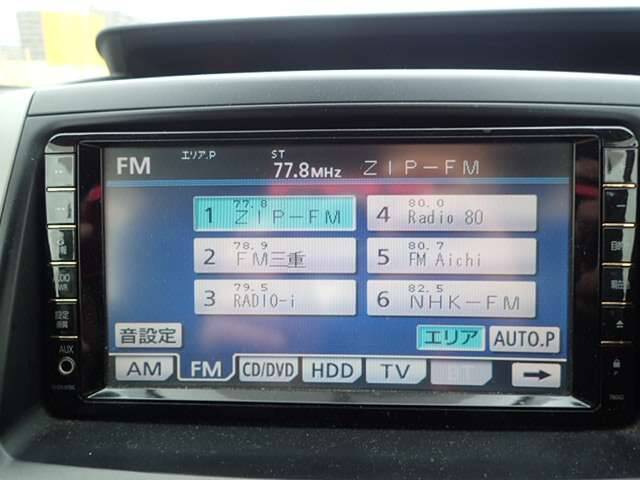 FM エリア.P ST 77.8MHz ZIP-FM
1 77.8 ZIP-FM
4 80.0 Radio 80
2 78.9 FM三重
5 80.7 FM Aichi
3 79.5 RADIO-i
6 82.5 NHK-FM
音設定 エリア AUTO.P
AM FM CD/DVD HDD TV
AUX